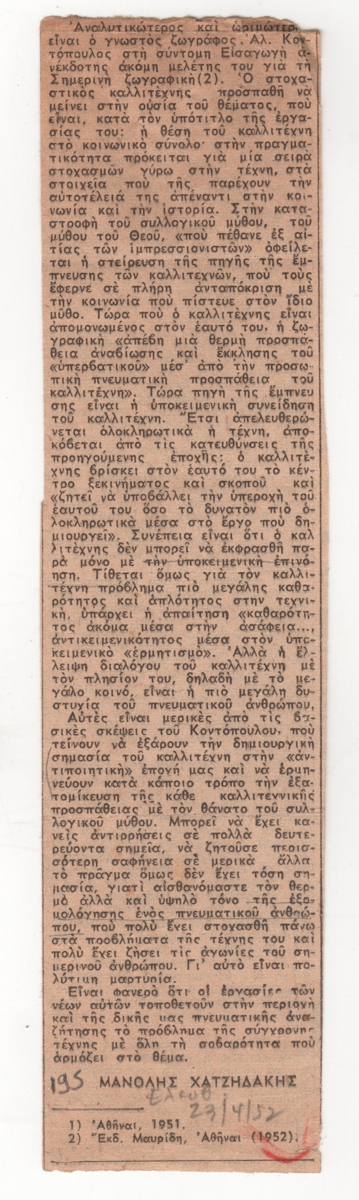 Ἀναλυτικώτερος καὶ ὡριμώτερ
εἶναι ὁ γνωστὸς ζωγράφος Ἀλ. Κον-
τόπουλος στὴ σύντομη Εἰσαγωγὴ ἀ-
νέκδοτης ἀκόμη μελέτης του γιὰ τὴ
Σημερινὴ ζωγραφική(2). Ὁ στοχα-
στικὸς καλλιτέχνης προσπαθῆ νὰ
μείνει στὴν οὐσία τοῦ θέματος, ποὺ
εἶναι, κατὰ τὸν ὑπότιτλο τῆς ἐργα-
σίας του: ἡ θέση τοῦ καλλιτέχνη
στὸ κοινωνικὸ σύνολο· στὴν πραγμα-
τικότητα πρόκειται γιὰ μία σειρὰ
στοχασμῶν γύρω στὴν τέχνη, στὰ
στοιχεῖα ποὺ τῆς παρέχουν τὴν
αὐτοτέλειά της ἀπέναντι στὴν κοι-
νωνία καὶ τὴν ἱστορία. Στὴν κατα-
στροφὴ τοῦ συλλογικοῦ μύθου, τοῦ
μύθου τοῦ Θεοῦ, «ποὺ πέθανε ἐξ αἰ-
τίας τῶν ἰμπρεσσιονιστῶν» ὀφείλε-
ται ἡ στείρευση τῆς πηγῆς τῆς ἔμ-
πνευσης τῶν καλλιτεχνῶν, ποὺ τοὺς
ἔφερνε σὲ πλήρη ἀνταπόκριση μὲ
τὴν κοινωνία ποὺ πίστευε στὸν ἴδιο
μῦθο. Τώρα ποὺ ὁ καλλιτέχνης εἶναι
ἀπομονωμένος στὸν ἑαυτό του, ἡ ζω-
γραφικὴ «ἀπέβη μιὰ θερμὴ προσπά-
θεια ἀναβίωσης καὶ ἔκκλησης τοῦ
«ὑπερβατικοῦ» μέσ' ἀπὸ τὴν προσω-
πικὴ πνευματικὴ προσπάθεια τοῦ
καλλιτέχνη». Τώρα πηγὴ τῆς ἔμπνευ
σης εἶναι ἡ ὑποκειμενικὴ συνείδηση
τοῦ καλλιτέχνη. Ἔτσι ἀπελευθερώ-
νεται ὁλοκληρωτικὰ ἡ τέχνη, ἀπο-
κόβεται ἀπὸ τὶς κατευθύνσεις τῆς
προηγούμενης ἐποχῆς: ὁ καλλιτέ-
χνης βρίσκει στὸν ἑαυτό του τὸ κέν-
τρο ξεκινήματος καὶ σκοποῦ καὶ
«ζητεῖ νὰ ὑποβάλλει τὴν ὑπεροχὴ τοῦ
ἑαυτοῦ του ὅσο τὸ δυνατὸν πιὸ ὁ-
λοκληρωτικὰ μέσα στὸ ἔργο ποὺ δη-
μιουργεῖ». Συνέπεια εἶναι ὅτι ὁ καλ
λιτέχνης δὲν μπορεῖ νὰ ἐκφρασθῆ πα-
ρὰ μόνο μὲ τὴν ὑποκειμενικὴ ἐπινό-
ηση. Τίθεται ὅμως γιὰ τὸν καλλι-
τέχνη πρόβλημα πιὸ μεγάλης καθα-
ρότητος καὶ ἁπλότητος στὴν τεχνι-
κή, ὑπάρχει ἡ ἀπαίτηση «καθαρότη-
τος ἀκόμα μέσα στὴν ἀσάφεια...,
ἀντικειμενικότητος μέσα στὸν ὑπο-
κειμενικὸ «ἑρμητισμό». Ἀλλὰ ἡ ἔλ-
λειψη διαλόγου τοῦ καλλιτέχνη μὲ
τὸν πλησίον του, δηλαδὴ μὲ τὸ με-
γάλο κοινό, εἶναι ἡ πιὸ μεγάλη δυ-
στυχία τοῦ πνευματικοῦ ἀνθρώπου.
Αὐτὲς εἶναι μερικὲς ἀπὸ τὶς βα-
σικὲς σκέψεις τοῦ Κοντόπουλου, ποὺ
τείνουν νὰ ἐξάρουν τὴν δημιουργικὴ
σημασία τοῦ καλλιτέχνη στὴν «ἀν-
τιποιητικὴ» ἐποχή μας καὶ νὰ ἑρμη-
νεύουν κατὰ κάποιο τρόπο τὴν ἐξα-
τομίκευση τῆς κάθε καλλιτεχνικῆς
προσπάθειας μὲ τὸν θάνατο τοῦ συλ-
λογικοῦ μύθου. Μπορεῖ νὰ ἔχει κα-
νεὶς ἀντιρρήσεις σὲ πολλὰ δευτε-
ρεύοντα σημεῖα, νὰ ζητοῦσε περισ-
σότερη σαφήνεια σὲ μερικὰ ἄλλα
τὸ πράγμα ὅμως δὲν ἔχει τόση ση-
μασία, γιατὶ αἰσθανόμαστε τὸν θερ-
μὸ ἀλλὰ καὶ ὑψηλὸ τόνο τῆς ἐξο-
μολόγησης ἑνὸς πνευματικοῦ ἀνθρώ-
που, ποὺ πολὺ ἔχει στοχασθῆ πάνω
στὰ προβλήματα τῆς τέχνης του καὶ
πολὺ ἔχει ζήσει τὶς ἀγωνίες τοῦ ση-
μερινοῦ ἀνθρώπου. Γι' αὐτὸ εἶναι πο-
λύτιμη μαρτυρία.
Εἶναι φανερὸ ὅτι οἱ ἐργασίες τῶν
νέων αὐτῶν τοποθετοῦν στὴν περιοχὴ
καὶ τῆς δικῆς μας πνευματικῆς ἀνα-
ζήτησης τὸ πρόβλημα τῆς σύγχρονης
τέχνης μὲ ὅλη τὴ σοβαρότητα ποὺ
ἁρμόζει στὸ θέμα.
195 ΜΑΝΟΛΗΣ ΧΑΤΖΗΔΑΚΗΣ
Ἐλευθ
23/4/52
1) Ἀθῆναι, 1951.
2) Ἔκδ. Μαυρίδη, Ἀθῆναι (1952).